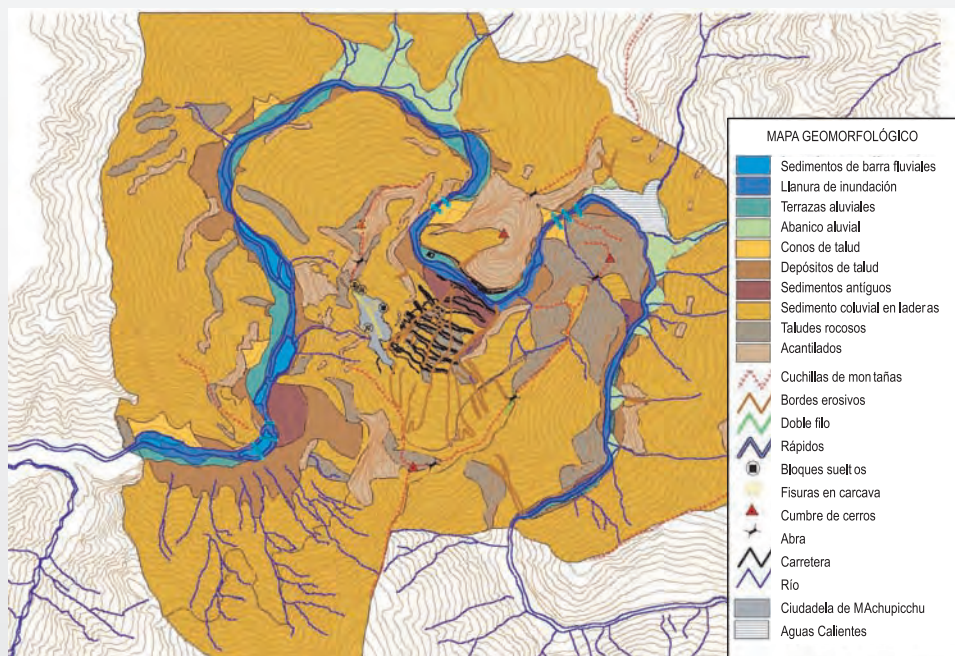 MAPA GEOMORFOLÓGICO
Sedimentos de barra fluviales
Llanura de inundación
Terrazas aluviales
Abanico aluvial
Conos de talud
Depósitos de talud
Sedimentos antíguos
Sedimento coluvial en laderas
Taludes rocosos
Acantilados
Cuchillas de montañas
Bordes erosivos
Doble filo
Rápidos
Bloques sueltos
Fisuras en carcava
Cumbre de cerros
Abra
Carretera
Río
Ciudadela de MAchupicchu
Aguas Calientes